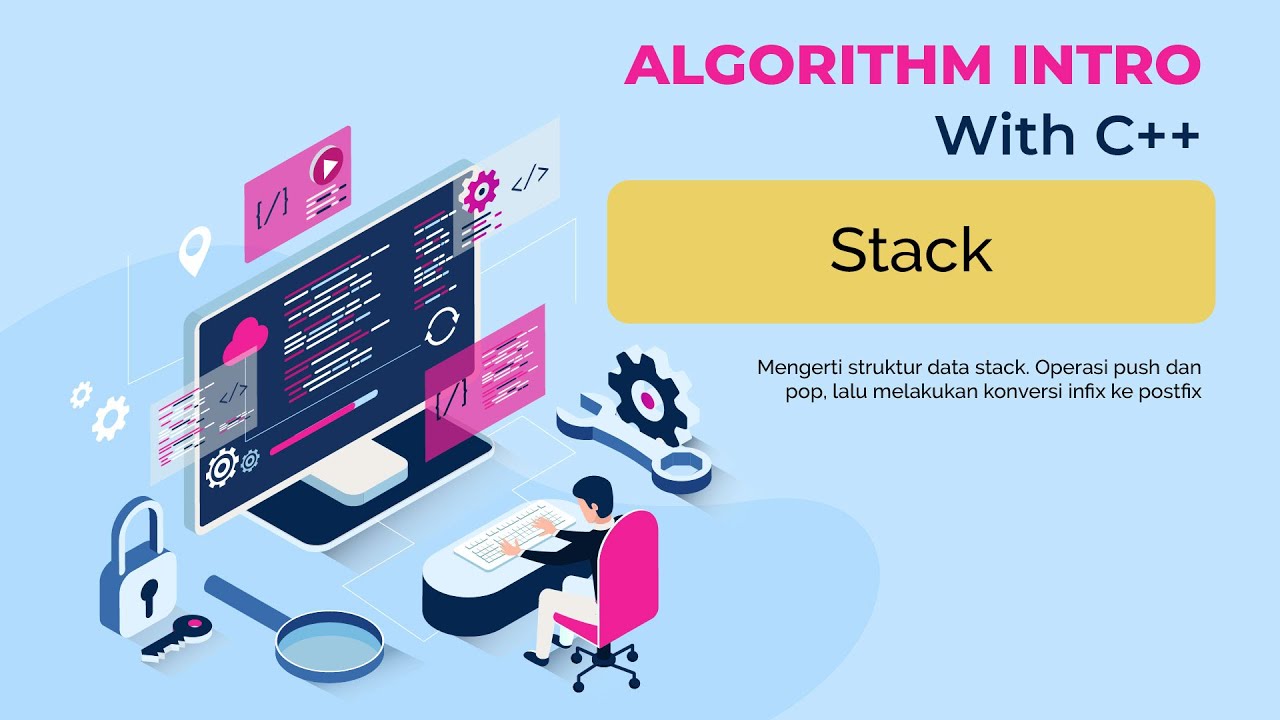 ALGORITHM INTRO
With C++
Stack
Mengerti struktur data stack. Operasi push dan
pop, lalu melakukan konversi infix ke postfix
{/}
</>
</>
{/}